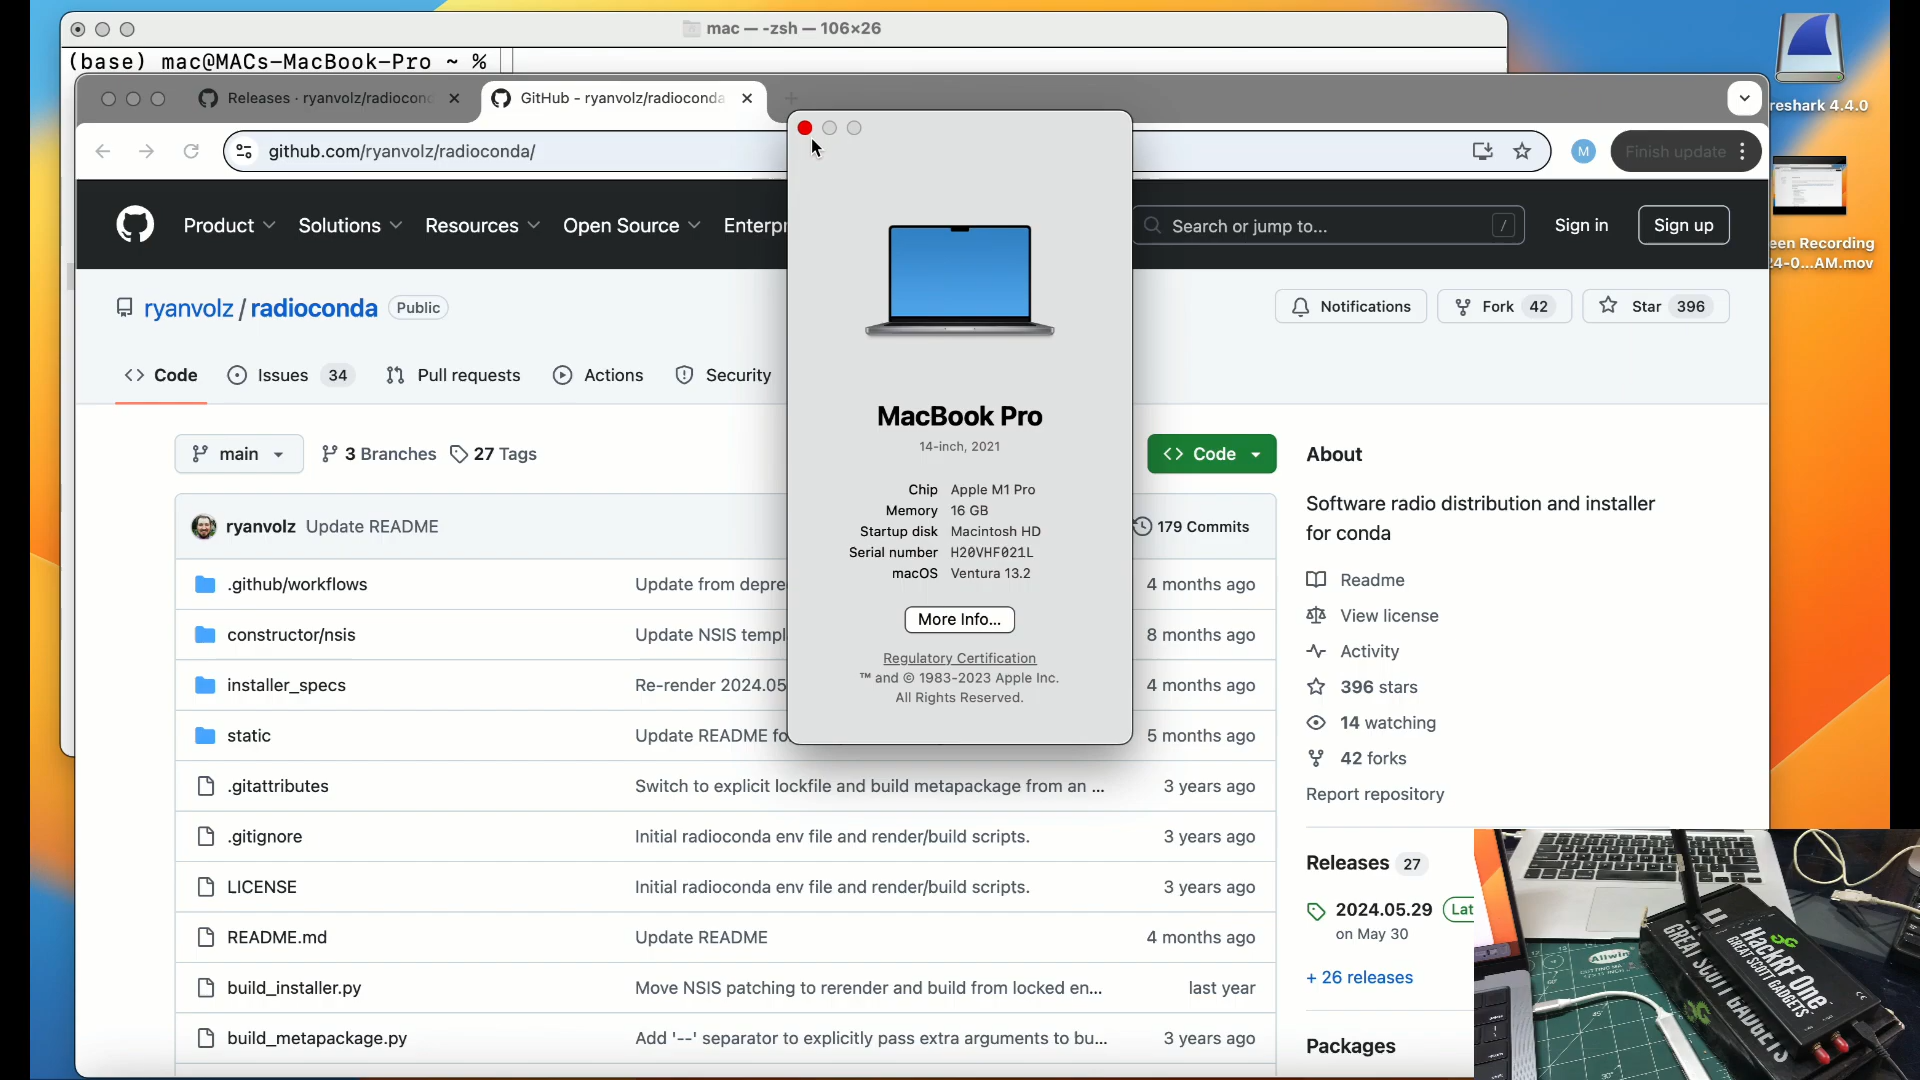 mac — -zsh — 106×26
(base) mac@MACs-MacBook-Pro ~ %
Releases · ryanvolz/radiocond
GitHub - ryanvolz/radioconda
github.com/ryanvolz/radioconda/
M
Finish update
Product
Solutions
Resources
Open Source
Enterp
Search or jump to...
/
Sign in
Sign up
ryanvolz / radioconda
Public
Notifications
Fork 42
Star 396
Code
Issues 34
Pull requests
Actions
Security
main
3 Branches
27 Tags
Code
ryanvolz Update README
179 Commits
.github/workflows Update from depre 4 months ago
constructor/nsis Update NSIS templ 8 months ago
installer_specs Re-render 2024.05 4 months ago
static Update README fo 5 months ago
.gitattributes Switch to explicit lockfile and build metapackage from an ... 3 years ago
.gitignore Initial radioconda env file and render/build scripts. 3 years ago
LICENSE Initial radioconda env file and render/build scripts. 3 years ago
README.md Update README 4 months ago
build_installer.py Move NSIS patching to rerender and build from locked en... last year
build_metapackage.py Add '--' separator to explicitly pass extra arguments to bu... 3 years ago
MacBook Pro
14-inch, 2021
Chip Apple M1 Pro
Memory 16 GB
Startup disk Macintosh HD
Serial number H20VHF021L
macOS Ventura 13.2
More Info...
Regulatory Certification
™ and © 1983-2023 Apple Inc.
All Rights Reserved.
About
Software radio distribution and installer
for conda
Readme
View license
Activity
396 stars
14 watching
42 forks
Report repository
Releases 27
2024.05.29 Lat
on May 30
+ 26 releases
Packages
reshark 4.4.0
een Recording
4-0...AM.mov
HackRF One
GREAT SCOTT GADGETS
GREAT SCOTT GADGETS